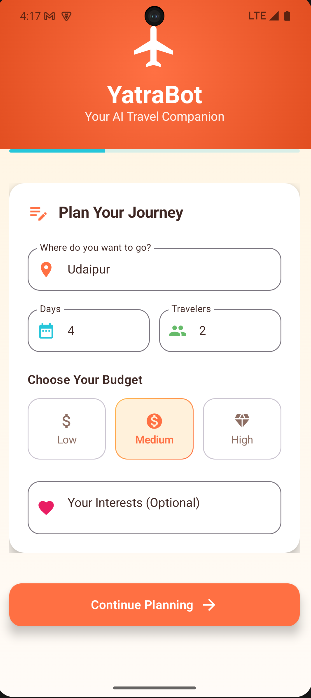 4:17
LTE
YatraBot
Your AI Travel Companion
Plan Your Journey
Where do you want to go?
Udaipur
Days
Travelers
4
2
Choose Your Budget
Low
Medium
High
Your Interests (Optional)
Continue Planning